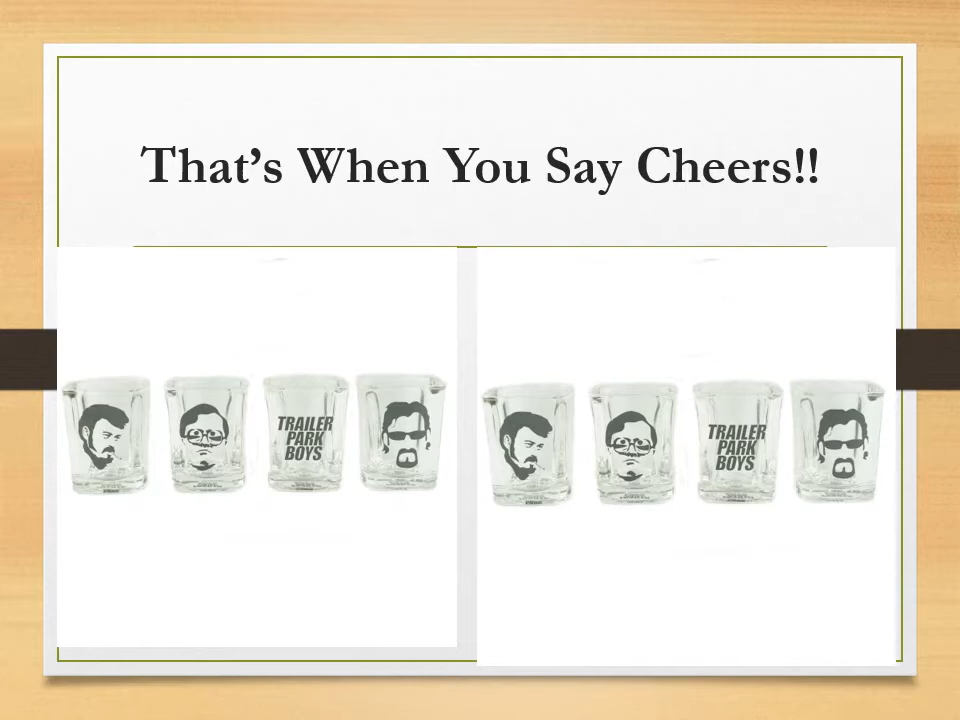 That’s When You Say Cheers!!
TRAILER
PARK
BOYS
TRAILER
PARK
BOYS